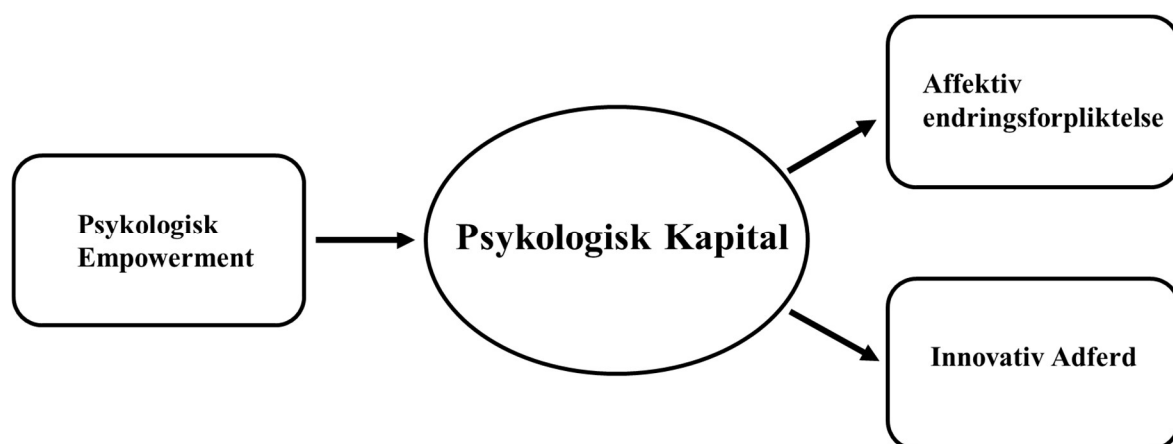 Psykologisk
Empowerment
Psykologisk Kapital
Affektiv
endringsforpliktelse
Innovativ Adferd